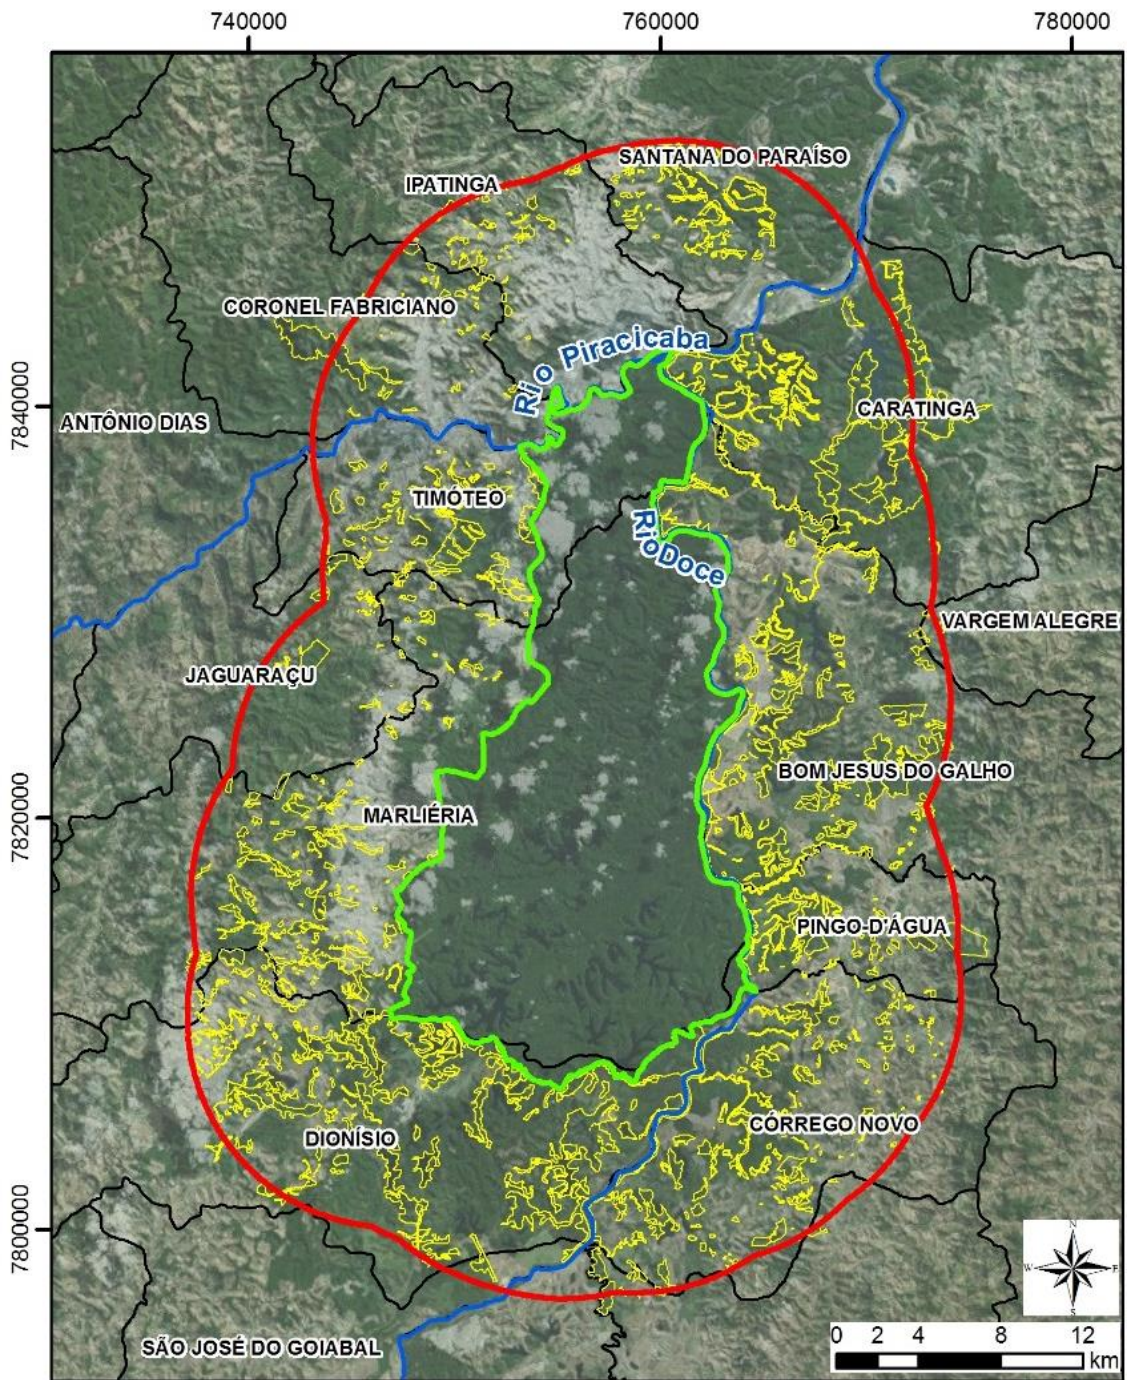 740000
760000
780000
SANTANA DO PARAÍSO
IPATINGA
CORONEL FABRICIANO
Rio Piracicaba
7840000
ANTÔNIO DIAS
CARATINGA
TIMÓTEO
Rio Doce
VARGEM ALEGRE
JAGUARAÇU
BOM JESUS DO GALHO
7820000
MARLIÉRIA
PINGO-D'ÁGUA
DIONÍSIO
CÓRREGO NOVO
7800000
N
W
E
S
SÃO JOSÉ DO GOIABAL
0 2 4 8 12
km